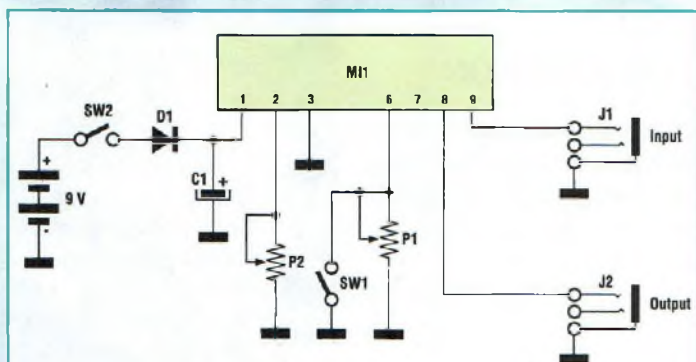 MI1
1 2 3 6 7 8 9
SW2
D1
J1
Input
+
C1 +
9 V
-
P2
SW1
P1
J2
Output